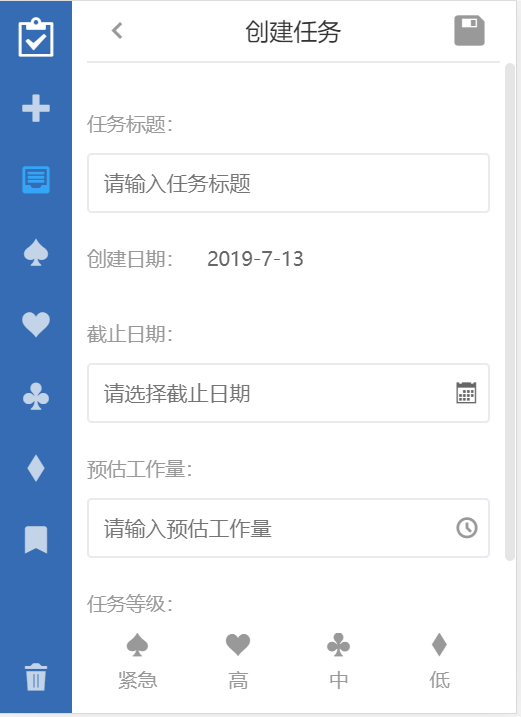 创建任务
任务标题：
请输入任务标题
创建日期： 2019-7-13
截止日期：
请选择截止日期
预估工作量：
请输入预估工作量
任务等级：
紧急 高 中 低